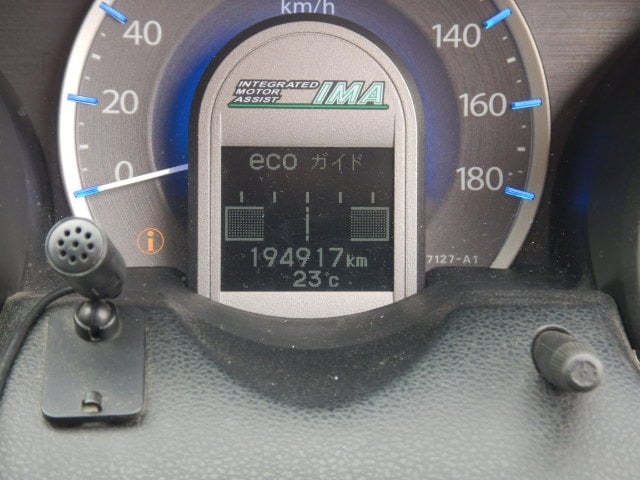 km/h
40
140
20
160
0
180
INTEGRATED
MOTOR
ASSIST
IMA
eco ガイド
194917km
23℃
7127-A1